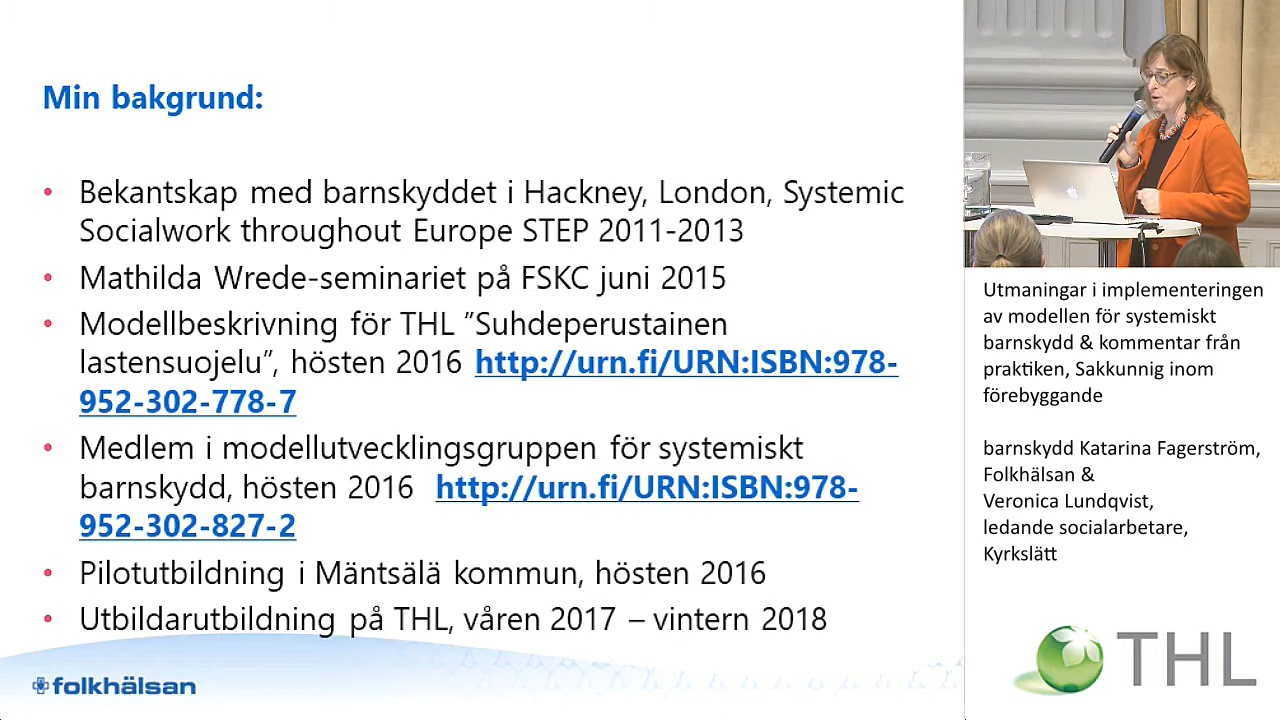 Min bakgrund:
• Bekantskap med barnskyddet i Hackney, London, Systemic
Socialwork throughout Europe STEP 2011-2013
• Mathilda Wrede-seminariet på FSKC juni 2015
• Modellbeskrivning för THL ”Suhdeperustainen
lastensuojelu”, hösten 2016 http://urn.fi/URN:ISBN:978-
952-302-778-7
• Medlem i modellutvecklingsgruppen för systemiskt
barnskydd, hösten 2016 http://urn.fi/URN:ISBN:978-
952-302-827-2
• Pilotutbildning i Mäntsälä kommun, hösten 2016
• Utbildarutbildning på THL, våren 2017 – vintern 2018
folkhälsan
Utmaningar i implementeringen
av modellen för systemiskt
barnskydd & kommentar från
praktiken, Sakkunnig inom
förebyggande
barnskydd Katarina Fagerström,
Folkhälsan &
Veronica Lundqvist,
ledande socialarbetare,
Kyrkslätt
THL